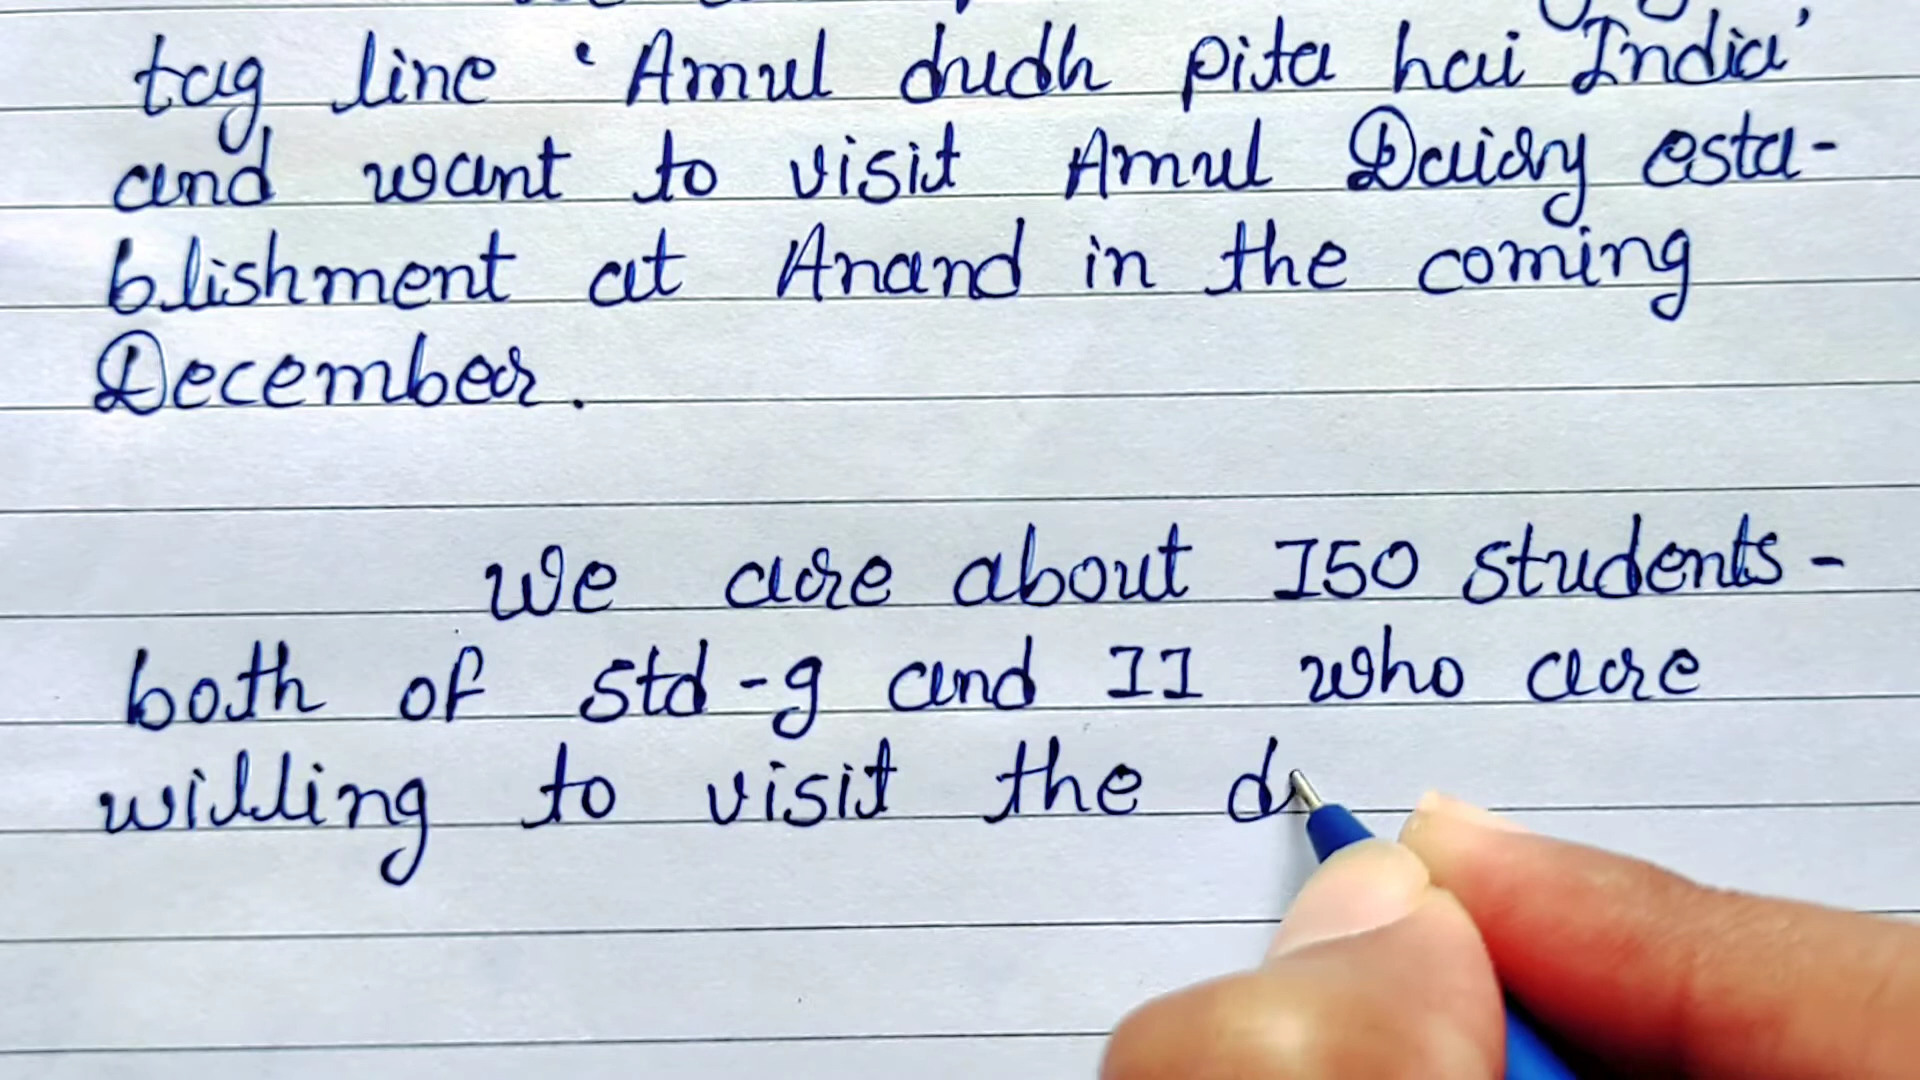 tag line 'Amul dudh pita hai India'
and want to visit Amul Dairy esta-
blishment at Anand in the coming
December.
We are about 150 students -
both of std-9 and 11 who are
willing to visit the